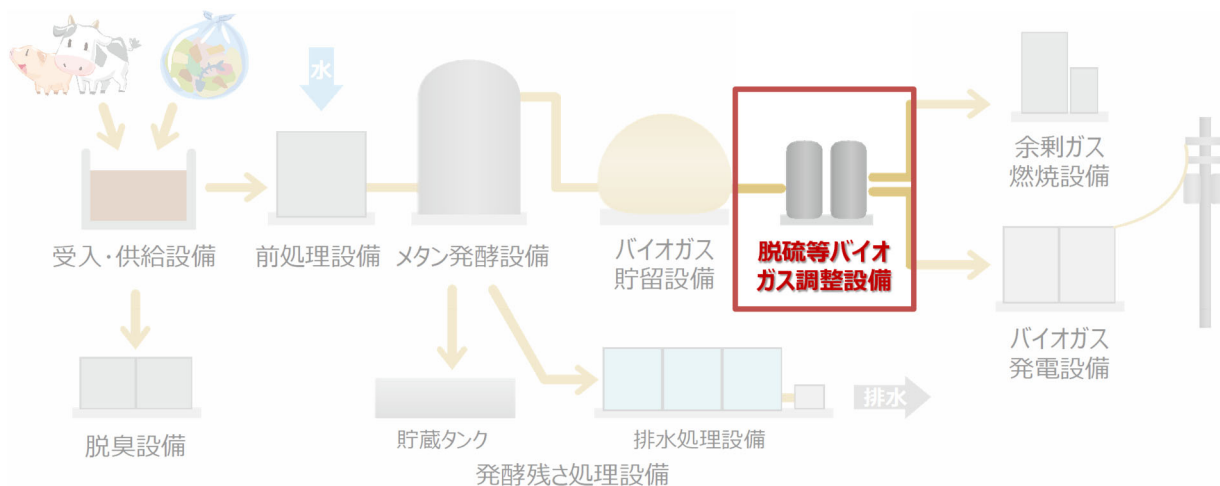 水
余剰ガス
燃焼設備
受入・供給設備
前処理設備
メタン発酵設備
バイオガス
貯留設備
脱硫等バイオ
ガス調整設備
バイオガス
発電設備
脱臭設備
貯蔵タンク
排水処理設備
排水
発酵残さ処理設備